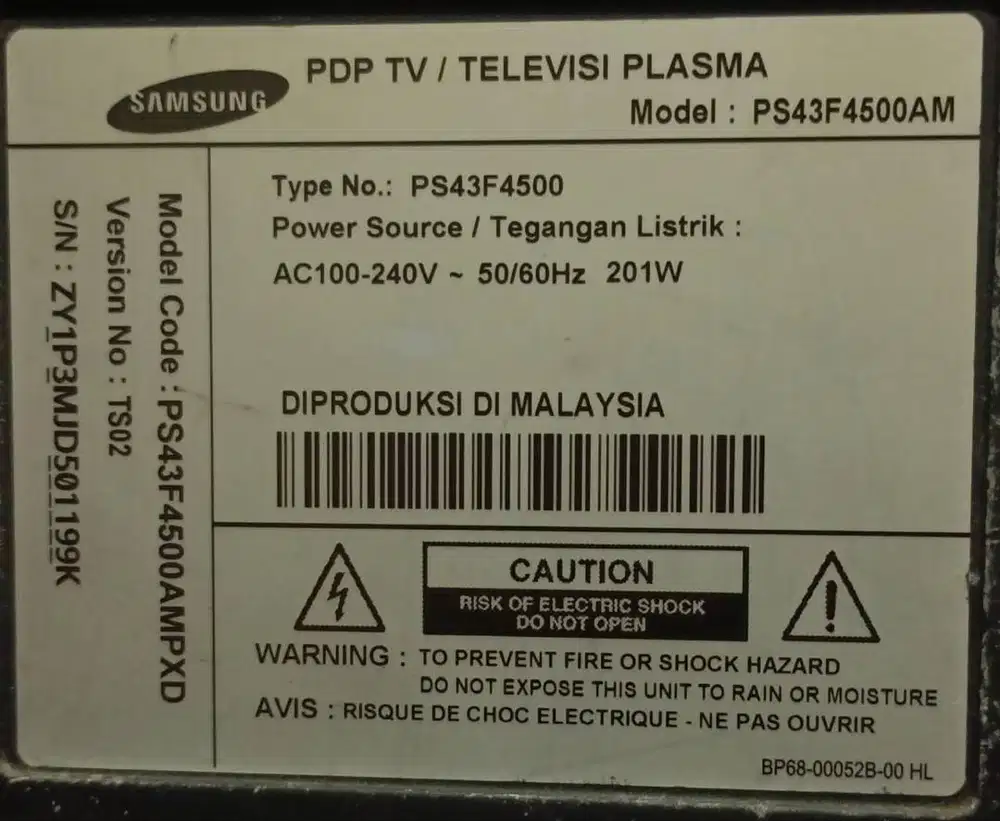 SAMSUNG
PDP TV / TELEVISI PLASMA
Model : PS43F4500AM
Model Code : PS43F4500AMPXD
Version No : TS02
S/N : ZY1P3MJD501199K
Type No.: PS43F4500
Power Source / Tegangan Listrik :
AC100-240V ~ 50/60Hz 201W
DIPRODUKSI DI MALAYSIA
CAUTION
RISK OF ELECTRIC SHOCK
DO NOT OPEN
WARNING : TO PREVENT FIRE OR SHOCK HAZARD
DO NOT EXPOSE THIS UNIT TO RAIN OR MOISTURE
AVIS : RISQUE DE CHOC ELECTRIQUE - NE PAS OUVRIR
BP68-00052B-00 HL